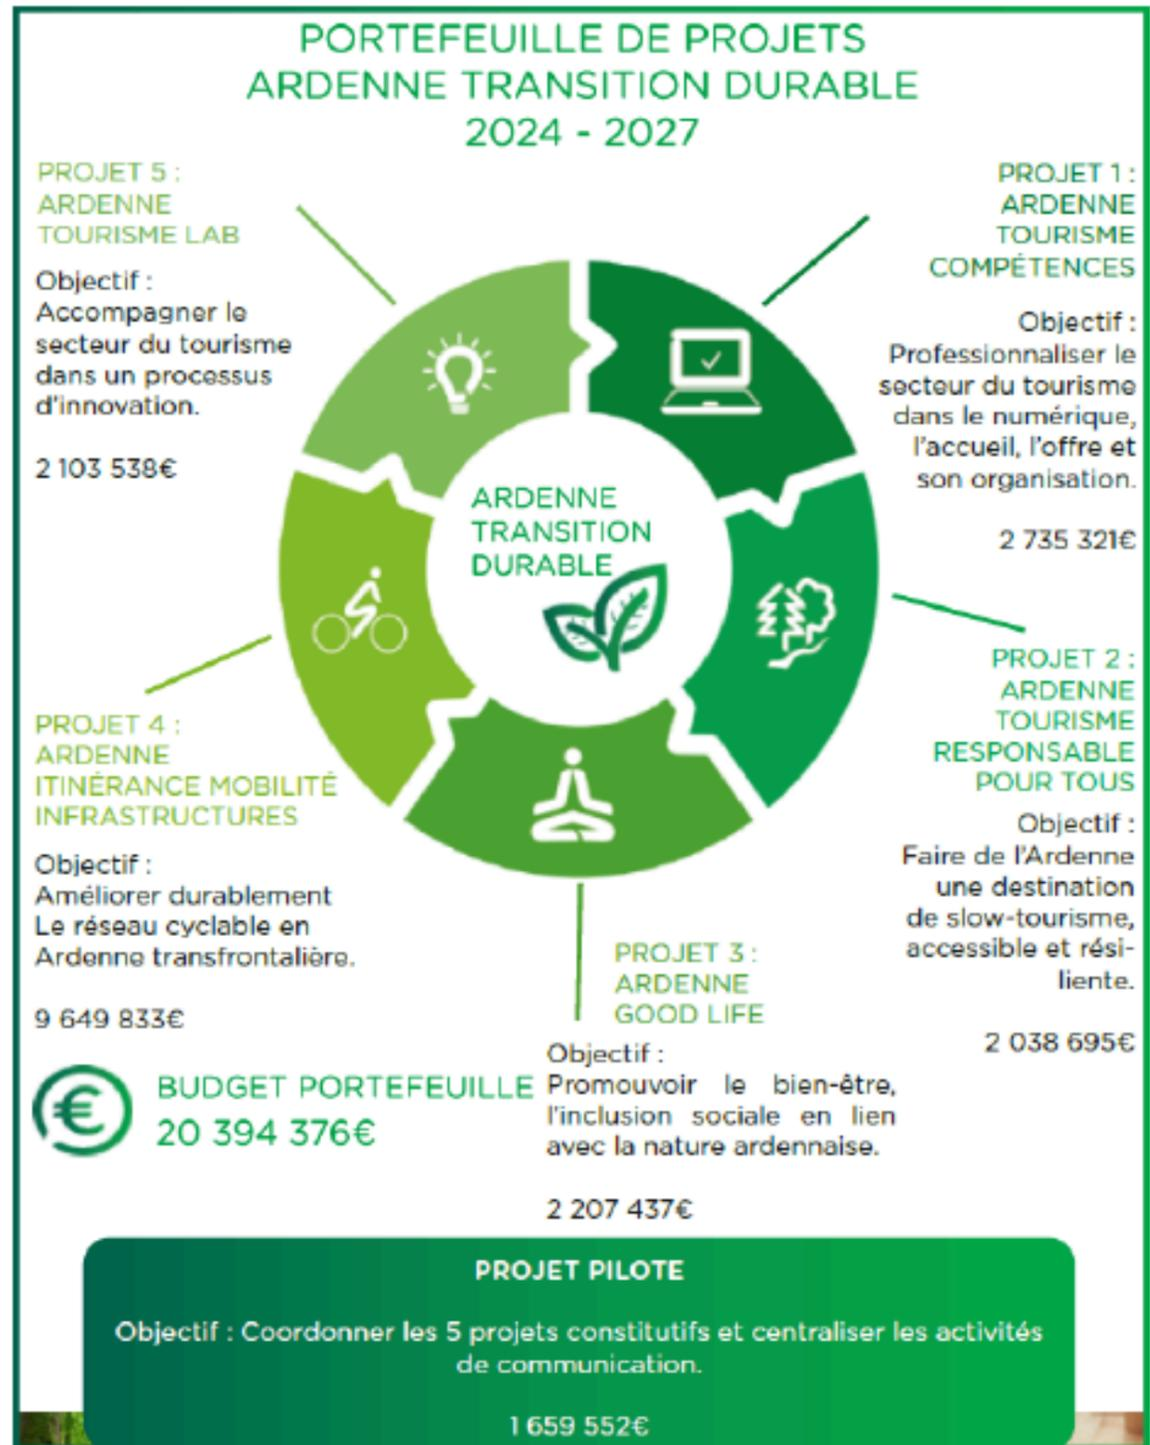 PORTEFEUILLE DE PROJETS
ARDENNE TRANSITION DURABLE
2024 - 2027
PROJET 5 :
ARDENNE
TOURISME LAB
Objectif :
Accompagner le
secteur du tourisme
dans un processus
d'innovation.
2 103 538€
PROJET 1 :
ARDENNE
TOURISME
COMPÉTENCES
Objectif :
Professionnaliser le
secteur du tourisme
dans le numérique,
l'accueil, l'offre et
son organisation.
2 735 321€
ARDENNE
TRANSITION
DURABLE
PROJET 2 :
ARDENNE
TOURISME
RESPONSABLE
POUR TOUS
Objectif :
Faire de l'Ardenne
une destination
de slow-tourisme,
accessible et rési-
liente.
2 038 695€
PROJET 4 :
ARDENNE
ITINÉRANCE MOBILITÉ
INFRASTRUCTURES
Objectif :
Améliorer durablement
Le réseau cyclable en
Ardenne transfrontalière.
9 649 833€
PROJET 3 :
ARDENNE
GOOD LIFE
Objectif :
Promouvoir le bien-être,
l'inclusion sociale en lien
avec la nature ardennaise.
2 207 437€
€
BUDGET PORTEFEUILLE
20 394 376€
PROJET PILOTE
Objectif : Coordonner les 5 projets constitutifs et centraliser les activités
de communication.
1 659 552€